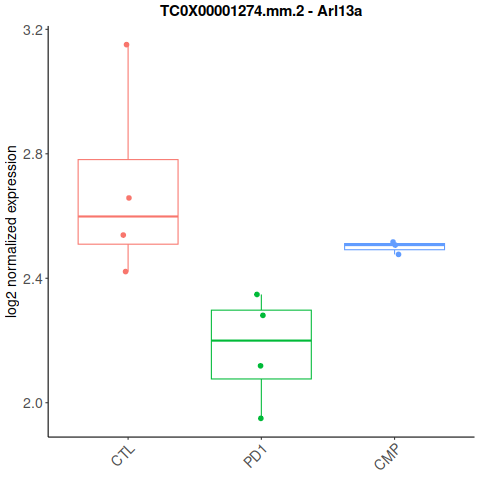 TC0X00001274.mm.2 - Arl13a
log2 normalized expression
3.2
2.8
2.4
2.0
CTL
PD1
CMP